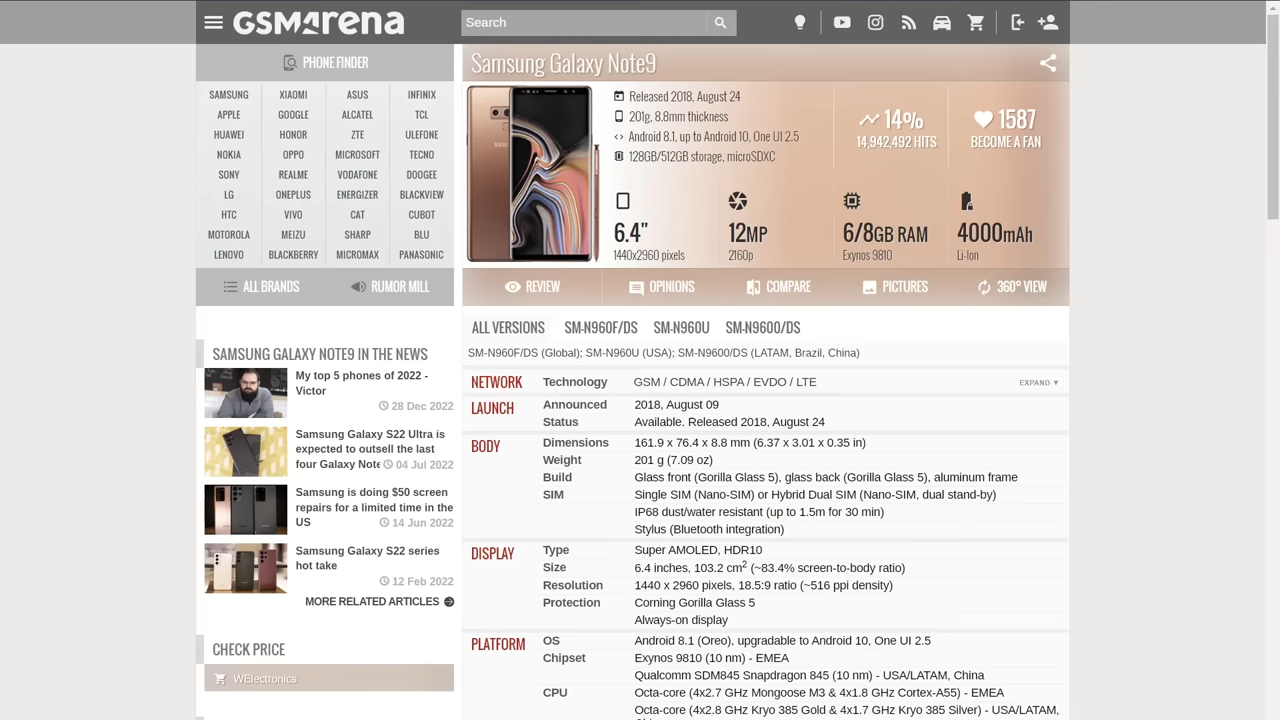 GSMArena
Search
PHONE FINDER
SAMSUNG XIAOMI ASUS INFINIX
APPLE GOOGLE ALCATEL TCL
HUAWEI HONOR ZTE ULEFONE
NOKIA OPPO MICROSOFT TECNO
SONY REALME VODAFONE DOOGEE
LG ONEPLUS ENERGIZER BLACKVIEW
HTC VIVO CAT CUBOT
MOTOROLA MEIZU SHARP BLU
LENOVO BLACKBERRY MICROMAX PANASONIC
ALL BRANDS RUMOR MILL
SAMSUNG GALAXY NOTE9 IN THE NEWS
My top 5 phones of 2022 -
Victor
28 Dec 2022
Samsung Galaxy S22 Ultra is
expected to outsell the last
four Galaxy Note 04 Jul 2022
Samsung is doing $50 screen
repairs for a limited time in the
US 14 Jun 2022
Samsung Galaxy S22 series
hot take
12 Feb 2022
MORE RELATED ARTICLES
CHECK PRICE
WElectronics
Samsung Galaxy Note9
Released 2018, August 24
201g, 8.8mm thickness
Android 8.1, up to Android 10, One UI 2.5
128GB/512GB storage, microSDXC
14%
14,942,492 HITS
1587
BECOME A FAN
6.4"
1440x2960 pixels
12MP
2160p
6/8GB RAM
Exynos 9810
4000mAh
Li-Ion
REVIEW OPINIONS COMPARE PICTURES 360° VIEW
ALL VERSIONS SM-N960F/DS SM-N960U SM-N9600/DS
SM-N960F/DS (Global); SM-N960U (USA); SM-N9600/DS (LATAM, Brazil, China)
NETWORK Technology GSM / CDMA / HSPA / EVDO / LTE EXPAND ▼
LAUNCH Announced 2018, August 09
Status Available. Released 2018, August 24
BODY Dimensions 161.9 x 76.4 x 8.8 mm (6.37 x 3.01 x 0.35 in)
Weight 201 g (7.09 oz)
Build Glass front (Gorilla Glass 5), glass back (Gorilla Glass 5), aluminum frame
SIM Single SIM (Nano-SIM) or Hybrid Dual SIM (Nano-SIM, dual stand-by)
IP68 dust/water resistant (up to 1.5m for 30 min)
Stylus (Bluetooth integration)
DISPLAY Type Super AMOLED, HDR10
Size 6.4 inches, 103.2 cm2 (~83.4% screen-to-body ratio)
Resolution 1440 x 2960 pixels, 18.5:9 ratio (~516 ppi density)
Protection Corning Gorilla Glass 5
Always-on display
PLATFORM OS Android 8.1 (Oreo), upgradable to Android 10, One UI 2.5
Chipset Exynos 9810 (10 nm) - EMEA
Qualcomm SDM845 Snapdragon 845 (10 nm) - USA/LATAM, China
CPU Octa-core (4x2.7 GHz Mongoose M3 & 4x1.8 GHz Cortex-A55) - EMEA
Octa-core (4x2.8 GHz Kryo 385 Gold & 4x1.7 GHz Kryo 385 Silver) - USA/LATAM,